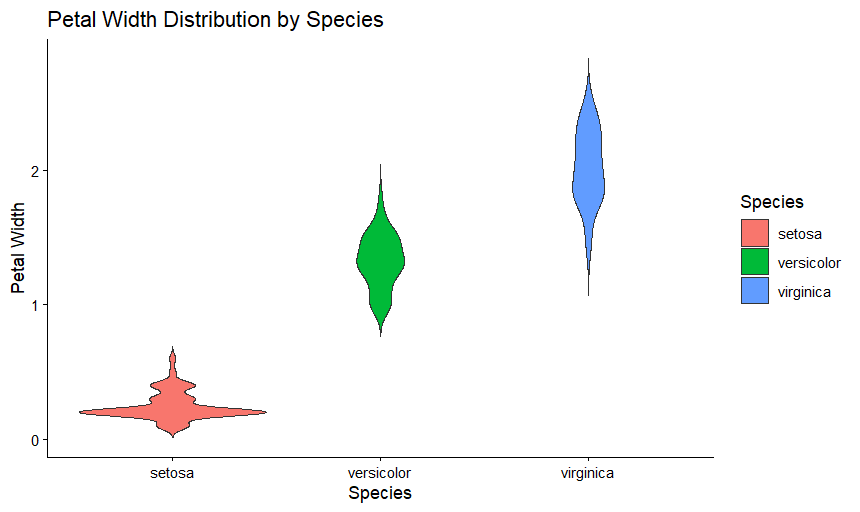 Petal Width Distribution by Species
Petal Width
2
1
0
setosa
versicolor
virginica
Species
Species
setosa
versicolor
virginica